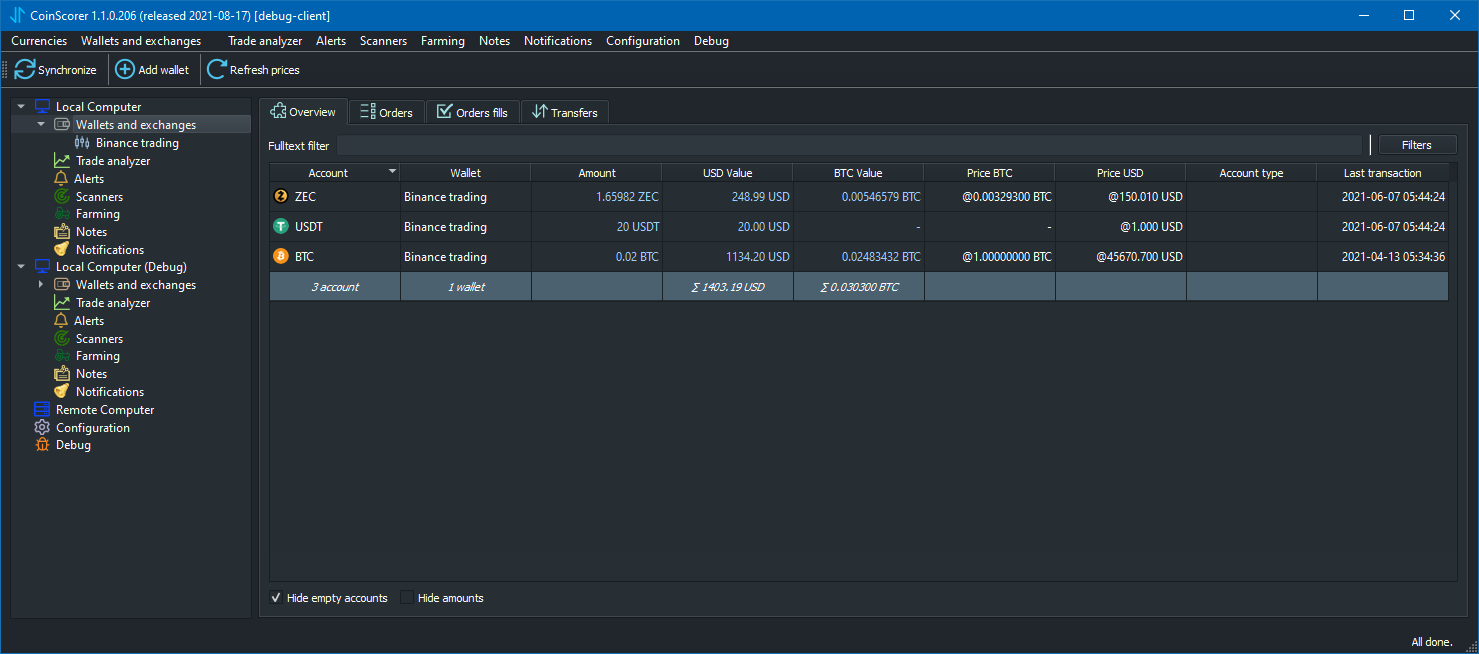 CoinScorer 1.1.0.206 (released 2021-08-17) [debug-client]
Currencies Wallets and exchanges Trade analyzer Alerts Scanners Farming Notes Notifications Configuration Debug
Synchronize Add wallet Refresh prices
Local Computer
Wallets and exchanges
Binance trading
Trade analyzer
Alerts
Scanners
Farming
Notes
Notifications
Local Computer (Debug)
Wallets and exchanges
Trade analyzer
Alerts
Scanners
Farming
Notes
Notifications
Remote Computer
Configuration
Debug
Overview Orders Orders fills Transfers
Fulltext filter Filters
Account Wallet Amount USD Value BTC Value Price BTC Price USD Account type Last transaction
ZEC Binance trading 1.65982 ZEC 248.99 USD 0.00546579 BTC @0.00329300 BTC @150.010 USD 2021-06-07 05:44:24
USDT Binance trading 20 USDT 20.00 USD - - @1.000 USD 2021-06-07 05:44:24
BTC Binance trading 0.02 BTC 1134.20 USD 0.02483432 BTC @1.00000000 BTC @45670.700 USD 2021-04-13 05:34:36
3 account 1 wallet Σ 1403.19 USD Σ 0.030300 BTC
Hide empty accounts Hide amounts
All done.